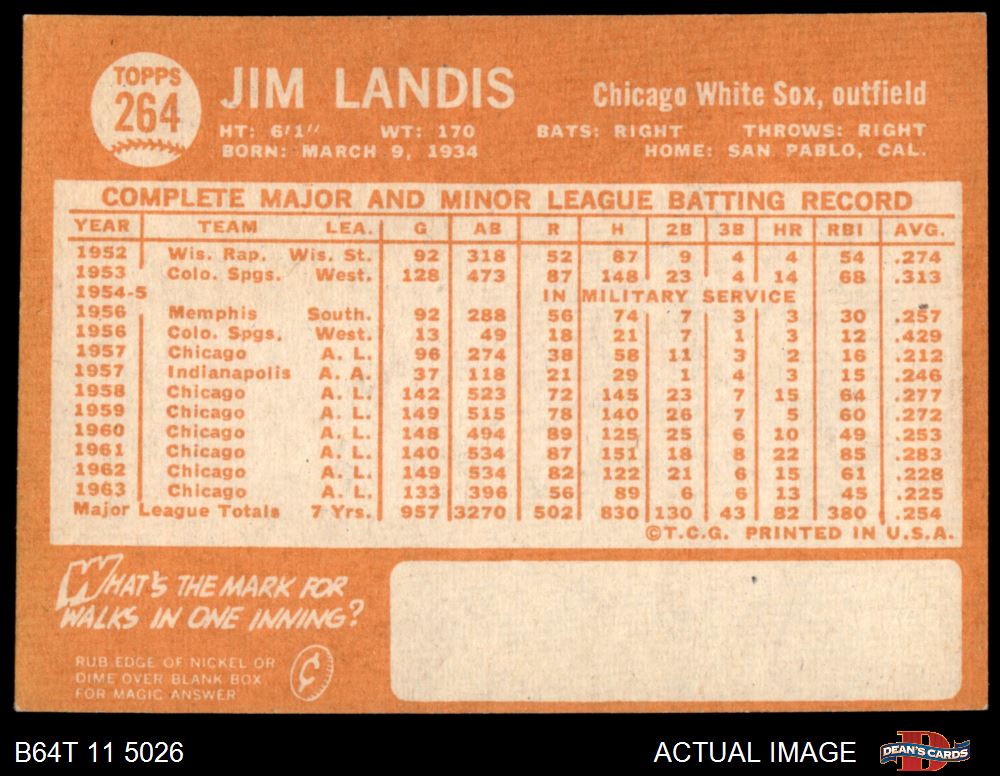 TOPPS
264
JIM LANDIS
Chicago White Sox, outfield
HT: 6'1" WT: 170 BATS: RIGHT THROWS: RIGHT
BORN: MARCH 9, 1934 HOME: SAN PABLO, CAL.
COMPLETE MAJOR AND MINOR LEAGUE BATTING RECORD
YEAR TEAM LEA. G AB R H 2B 3B HR RBI AVG.
1952 Wis. Rap. Wis. St. 92 318 52 87 9 4 4 54 .274
1953 Colo. Spgs. West. 128 473 87 148 23 4 14 68 .313
1954-5 IN MILITARY SERVICE
1956 Memphis South. 92 288 56 74 7 3 3 30 .257
1956 Colo. Spgs. West. 13 49 18 21 7 1 3 12 .429
1957 Chicago A. L. 96 274 38 58 11 3 2 16 .212
1957 Indianapolis A. A. 37 118 21 29 1 4 3 15 .246
1958 Chicago A. L. 142 523 72 145 23 7 15 64 .277
1959 Chicago A. L. 149 515 78 140 26 7 5 60 .272
1960 Chicago A. L. 148 494 89 125 25 6 10 49 .253
1961 Chicago A. L. 140 534 87 151 18 8 22 85 .283
1962 Chicago A. L. 149 534 82 122 21 6 15 61 .228
1963 Chicago A. L. 133 396 56 89 6 6 13 45 .225
Major League Totals 7 Yrs. 957 3270 502 830 130 43 82 380 .254
©T.C.G. PRINTED IN U.S.A.
WHAT'S THE MARK FOR
WALKS IN ONE INNING?
RUB EDGE OF NICKEL OR
DIME OVER BLANK BOX
FOR MAGIC ANSWER
¢
B64T 11 5026
ACTUAL IMAGE
D
DEAN'S CARDS